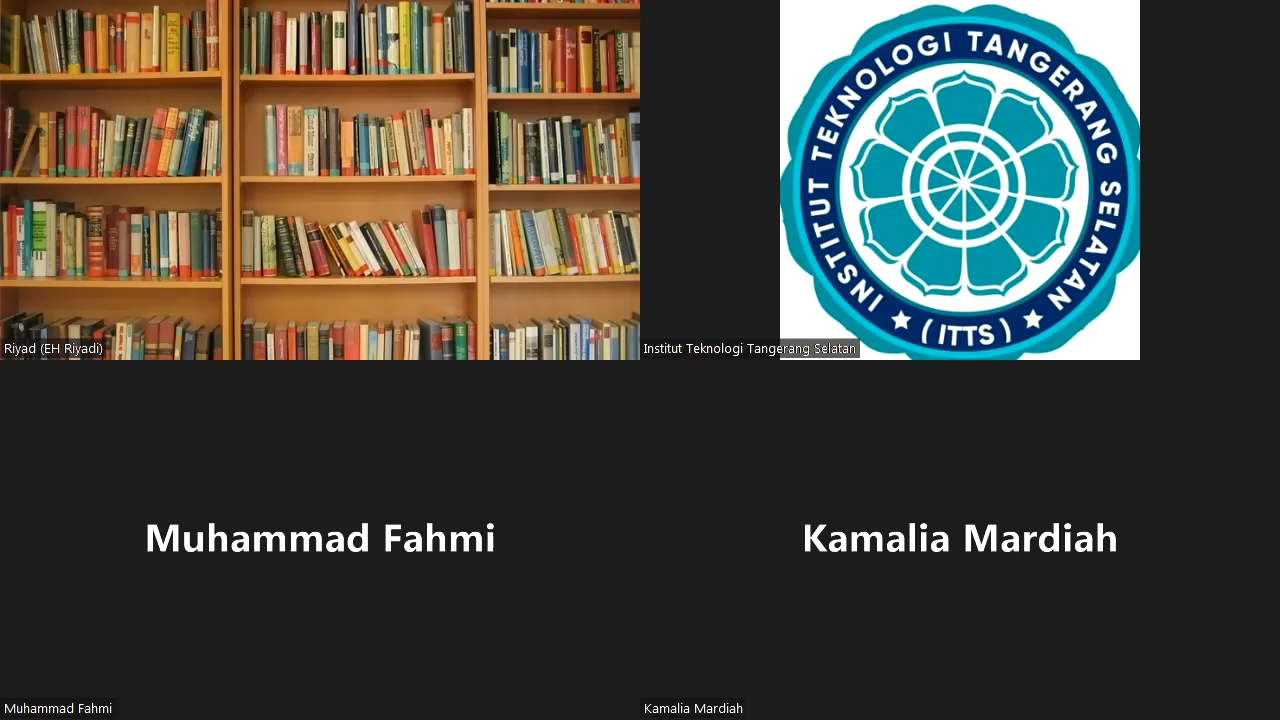 Riyad (EH Riyadi)
INSTITUT TEKNOLOGI TANGERANG SELATAN
(ITTS)
Institut Teknologi Tangerang Selatan
Muhammad Fahmi
Kamalia Mardiah
Muhammad Fahmi
Kamalia Mardiah